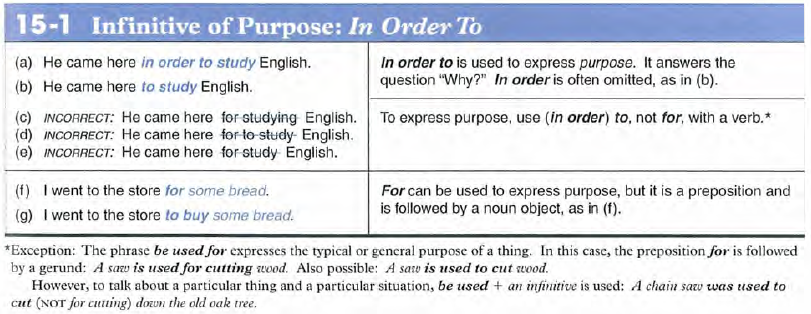 15-1 Infinitive of Purpose: In Order To
(a) He came here in order to study English.
(b) He came here to study English.
In order to is used to express purpose. It answers the
question "Why?" In order is often omitted, as in (b).
(c) INCORRECT: He came here for studying English.
(d) INCORRECT: He came here for to study English.
(e) INCORRECT: He came here for study English.
To express purpose, use (in order) to, not for, with a verb.*
(f) I went to the store for some bread.
(g) I went to the store to buy some bread.
For can be used to express purpose, but it is a preposition and
is followed by a noun object, as in (f).
*Exception: The phrase be used for expresses the typical or general purpose of a thing. In this case, the preposition for is followed
by a gerund: A saw is used for cutting wood. Also possible: A saw is used to cut wood.
However, to talk about a particular thing and a particular situation, be used + an infinitive is used: A chain saw was used to
cut (NOT for cutting) down the old oak tree.